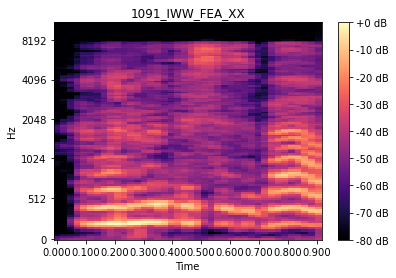 1091_IWW_FEA_XX
8192
4096
2048
1024
512
0
Hz
0.000 0.100 0.200 0.300 0.400 0.500 0.600 0.700 0.800 0.900
Time
+0 dB
-10 dB
-20 dB
-30 dB
-40 dB
-50 dB
-60 dB
-70 dB
-80 dB